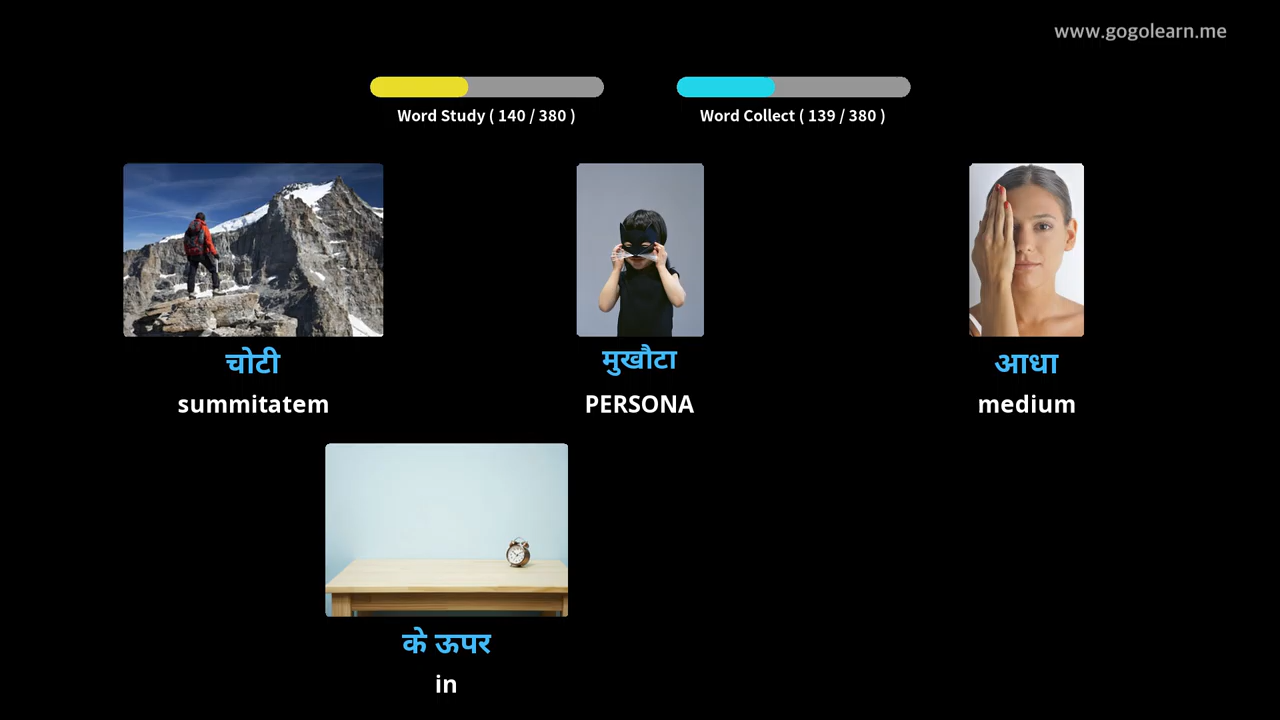 www.gogolearn.me
Word Study ( 140 / 380 )
Word Collect ( 139 / 380 )
चोटी
summitatem
मुखौटा
PERSONA
आधा
medium
के ऊपर
in